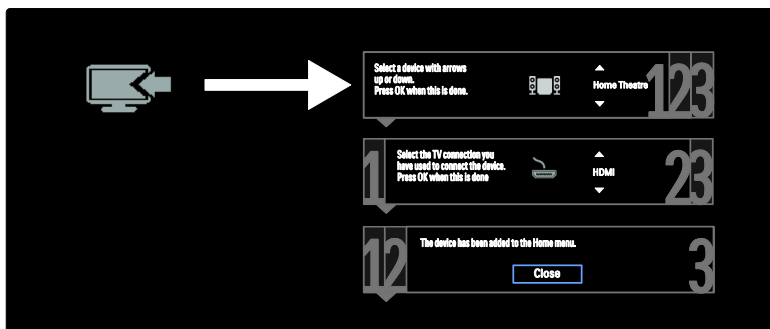 Select a device with arrows
up or down.
Press OK when this is done.
Home Theatre
123
1
Select the TV connection you
have used to connect the device.
Press OK when this is done
HDMI
23
12
The device has been added to the Home menu.
Close
3